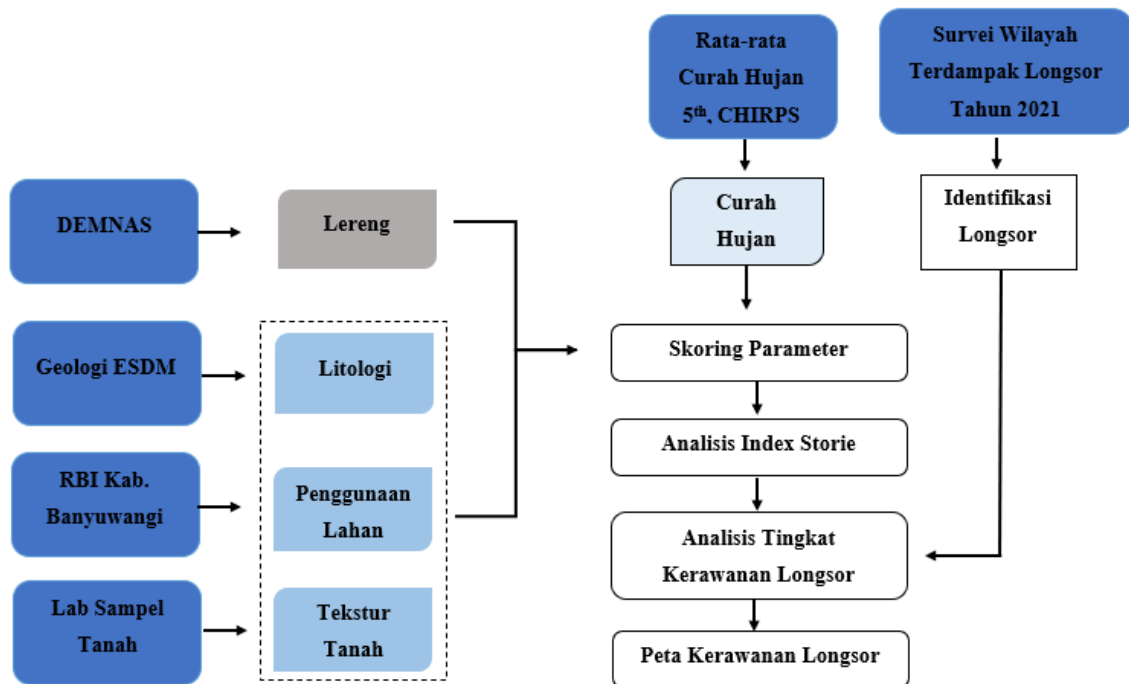 Rata-rata
Curah Hujan
5th, CHIRPS
Survei Wilayah
Terdampak Longsor
Tahun 2021
DEMNAS
Lereng
Curah
Hujan
Identifikasi
Longsor
Geologi ESDM
Litologi
Skoring Parameter
RBI Kab.
Banyuwangi
Penggunaan
Lahan
Analisis Index Storie
Analisis Tingkat
Kerawanan Longsor
Lab Sampel
Tanah
Tekstur
Tanah
Peta Kerawanan Longsor